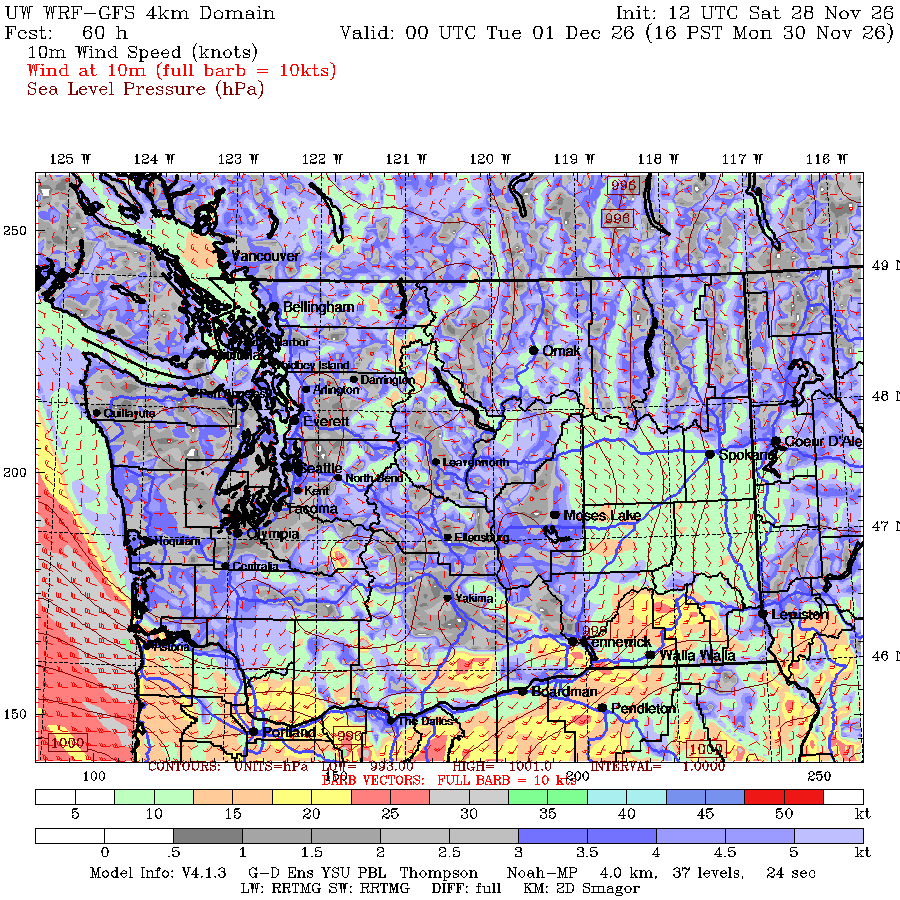 UW WRF-GFS 4km Domain Init: 12 UTC Sat 28 Nov 26
Fcst: 60 h Valid: 00 UTC Tue 01 Dec 26 (16 PST Mon 30 Nov 26)
10m Wind Speed (knots)
Wind at 10m (full barb = 10kts)
Sea Level Pressure (hPa)
125 W 124 W 123 W 122 W 121 W 120 W 119 W 118 W 117 W 116 W
996
996
250
Vancouver
49 N
Bellingham
Omak
Whidbey Island
Darrington
Arlington
48 N
Quillayute
Everett
Coeur D'Ale
Spokane
Leavenworth
200
Seattle
North Bend
Kent
Tacoma
Moses Lake
47 N
Olympia
Ellensburg
Hoquiam
Centralia
Yakima
Lewiston
Kennewick
Astoria
Walla Walla
46 N
Boardman
Pendleton
150
The Dalles
Portland
996
1000
1000
CONTOURS: UNITS=hPa LOW= 993.00 HIGH= 1001.0 INTERVAL= 1.0000
100 150 200 250
BARB VECTORS: FULL BARB = 10 kts
5 10 15 20 25 30 35 40 45 50 kt
0 .5 1 1.5 2 2.5 3 3.5 4 4.5 5 kt
Model Info: V4.1.3 G-D Ens YSU PBL Thompson Noah-MP 4.0 km, 37 levels, 24 sec
LW: RRTMG SW: RRTMG DIFF: full KM: 2D Smagor